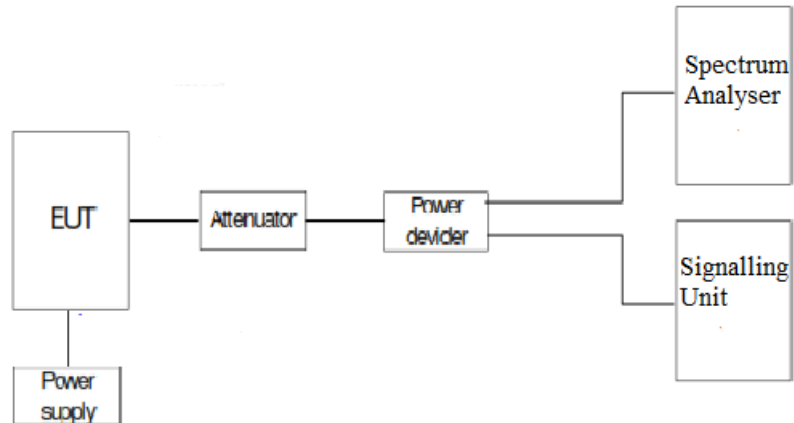 Spectrum
Analyser
EUT
Attenuator
Power
devider
Signalling
Unit
Power
supply